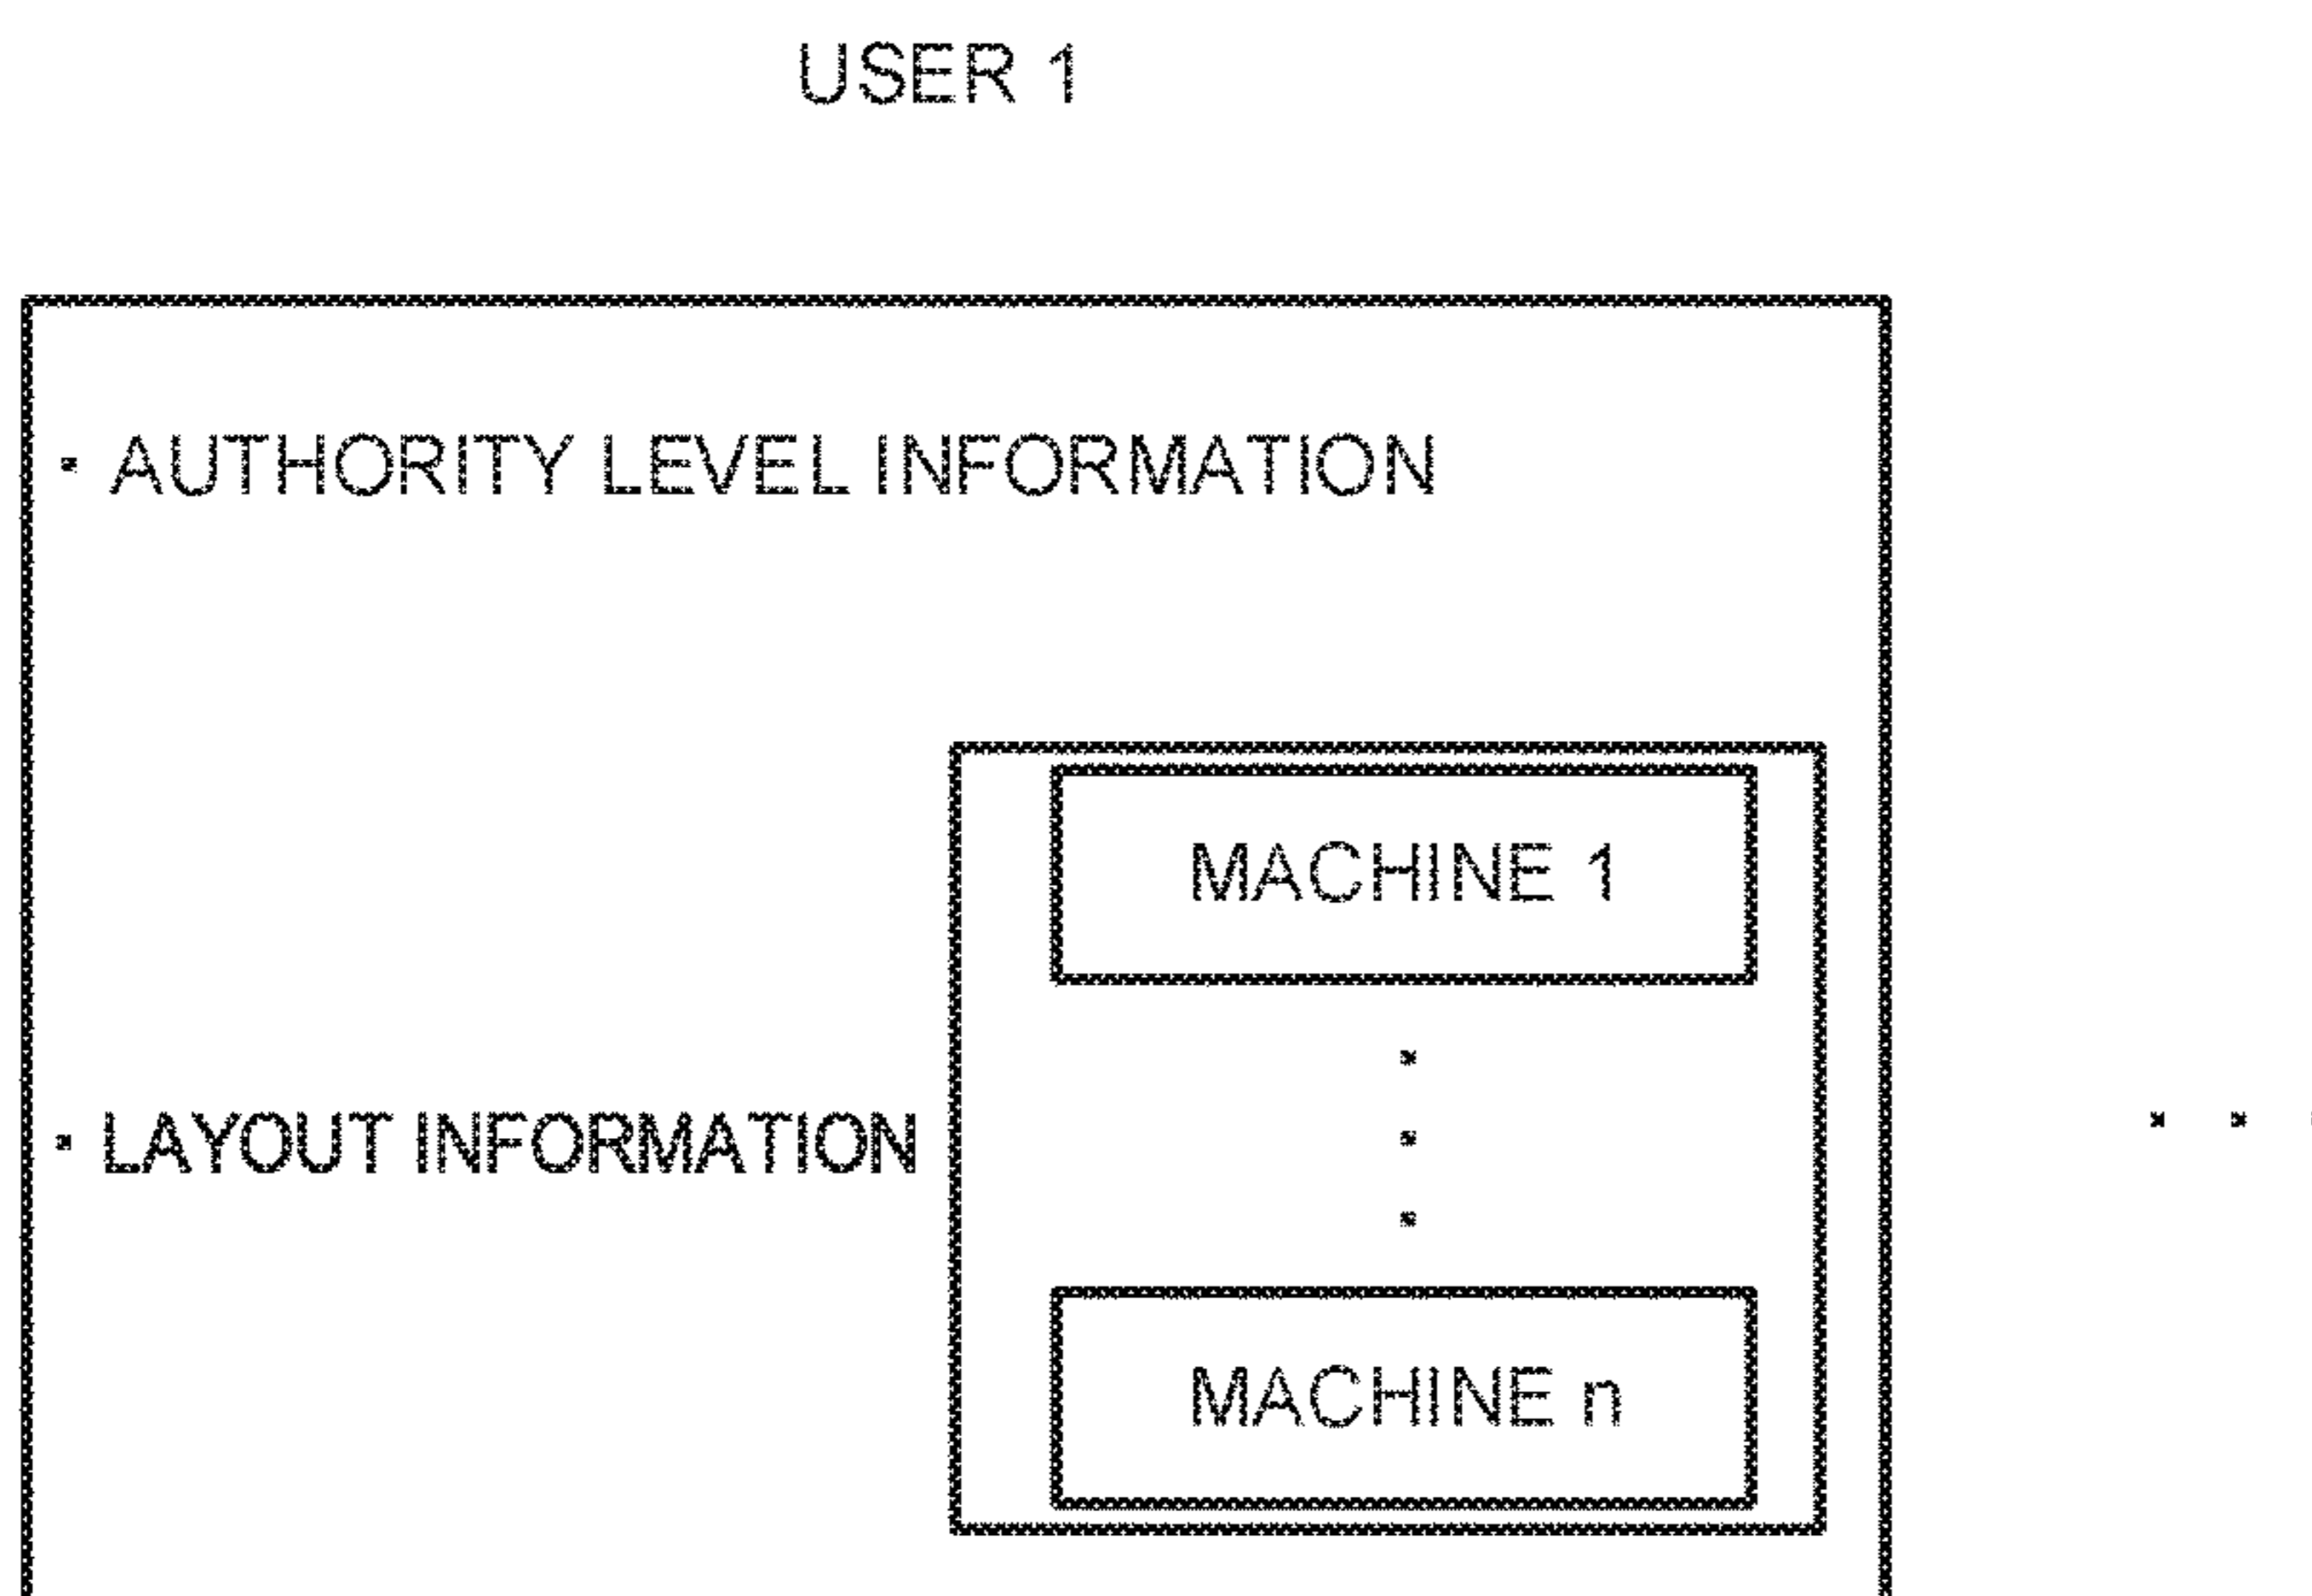 USER 1
· AUTHORITY LEVEL INFORMATION
MACHINE 1
· LAYOUT INFORMATION
MACHINE n